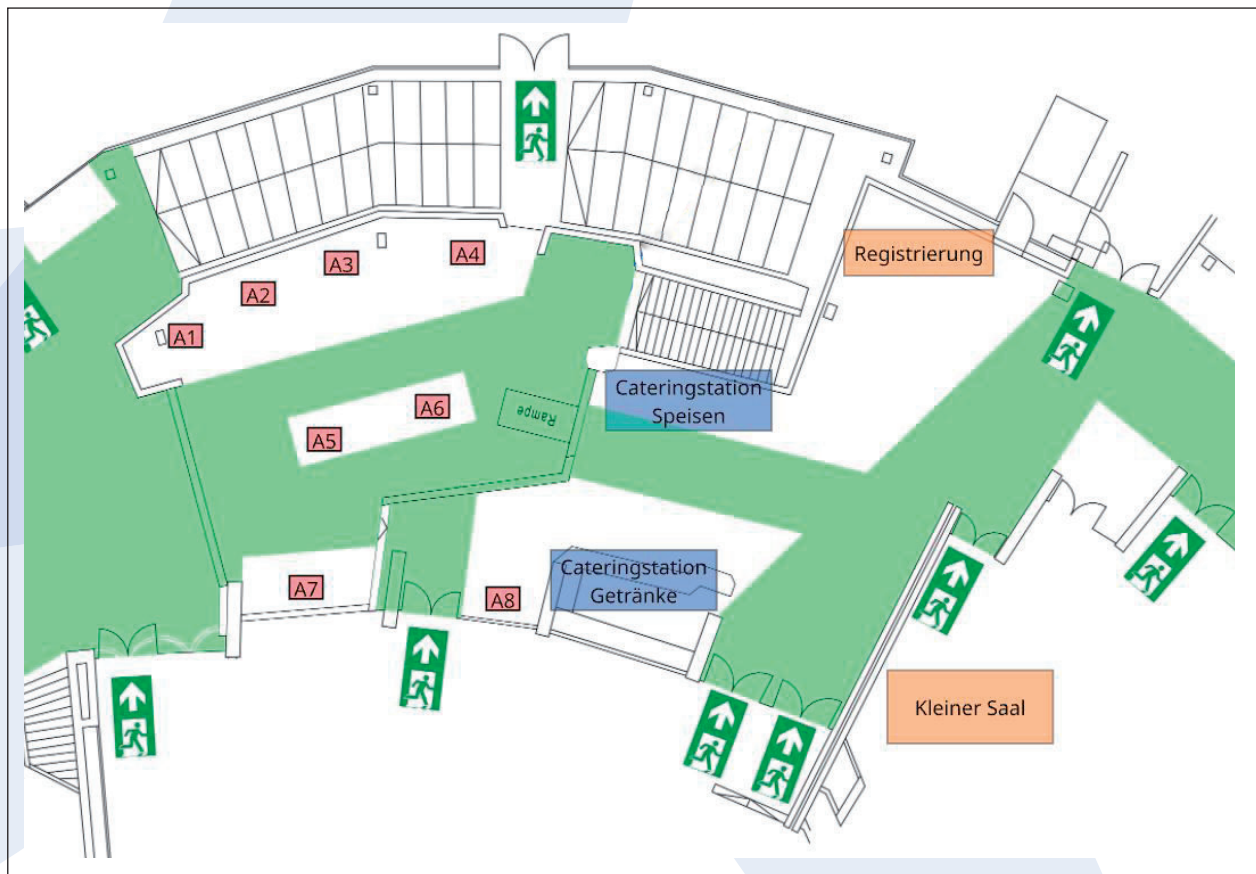 Registrierung
A4
A3
A2
A1
Cateringstation
Speisen
A6
Rampe
A5
Cateringstation
Getränke
A7
A8
Kleiner Saal